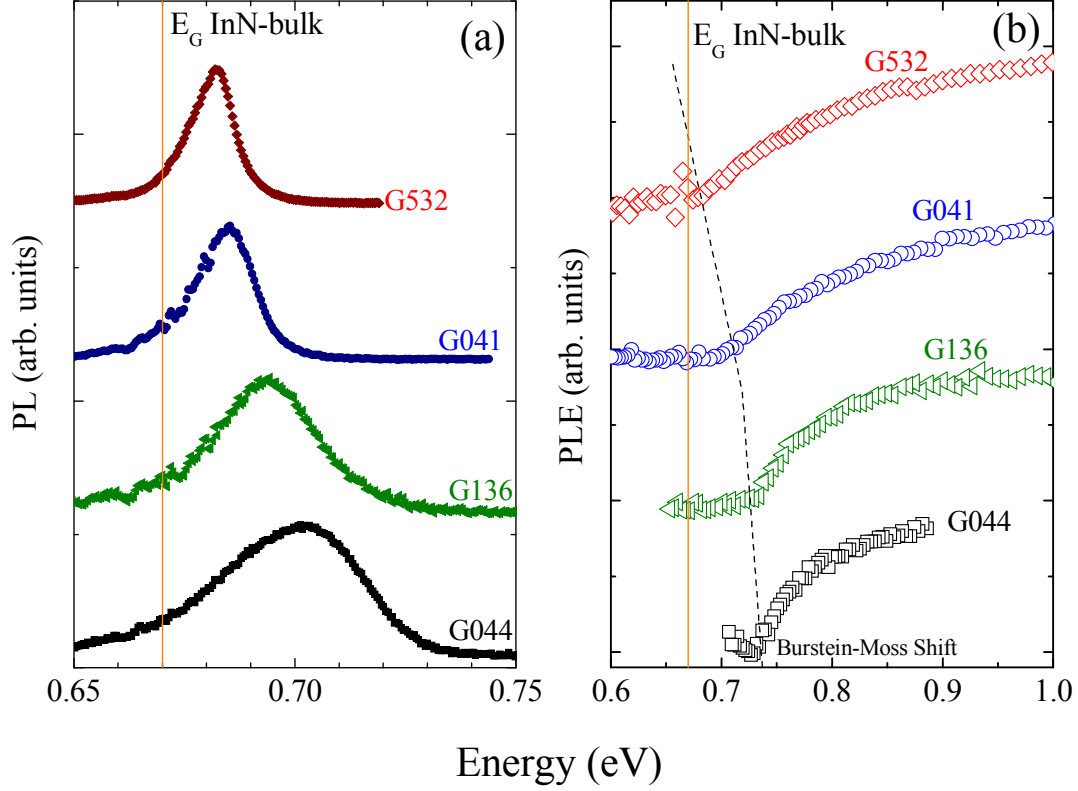 E_G InN-bulk
(a)
G532
G041
G136
G044
PL (arb. units)
0.65
0.70
0.75
E_G InN-bulk
(b)
G532
G041
G136
G044
Burstein-Moss Shift
PLE (arb. units)
0.6
0.7
0.8
0.9
1.0
Energy (eV)